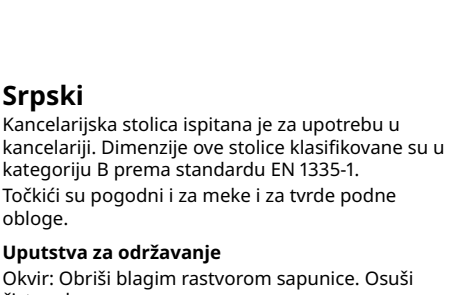 Srpski
Kancelarijska stolica ispitana je za upotrebu u
kancelariji. Dimenzije ove stolice klasifikovane su u
kategoriju B prema standardu EN 1335-1.
Točkići su pogodni i za meke i za tvrde podne
obloge.
Uputstva za održavanje
Okvir: Obriši blagim rastvorom sapunice. Osuši